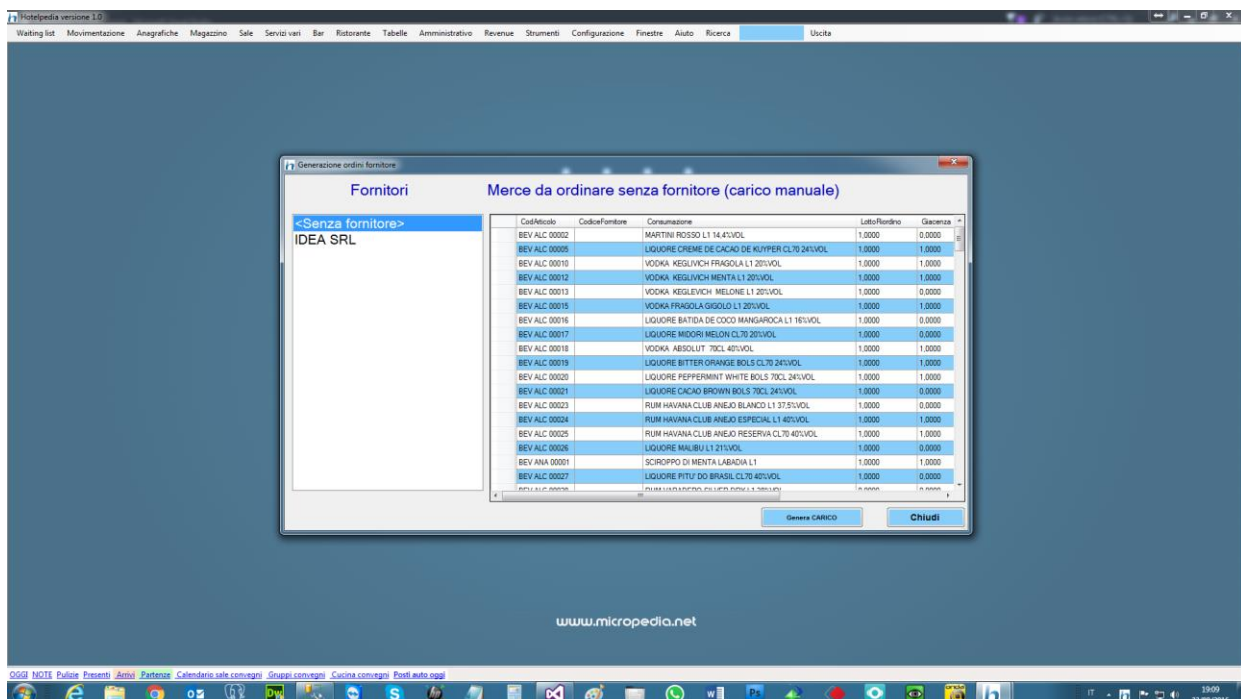 Hotelpedia versione 1.0
Waiting list Movimentazione Anagrafiche Magazzino Sale Servizi vari Bar Ristorante Tabelle Amministrativo Revenue Strumenti Configurazione Finestre Aiuto Ricerca Uscita
Generazione ordini fornitore
Fornitori Merce da ordinare senza fornitore (carico manuale)
<Senza fornitore>
IDEA SRL
CodArticolo CodiceFornitore Consumazione LottoRiordino Giacenza
BEV ALC 00002 MARTINI ROSSO L1 14,4%VOL 1,0000 0,0000
BEV ALC 00005 LIQUORE CREME DE CACAO DE KUYPER CL70 24%VOL 1,0000 1,0000
BEV ALC 00010 VODKA KEGLIVICH FRAGOLA L1 20%VOL 1,0000 1,0000
BEV ALC 00012 VODKA KEGLIVICH MENTA L1 20%VOL 1,0000 1,0000
BEV ALC 00013 VODKA KEGLEVICH MELONE L1 20%VOL 1,0000 0,0000
BEV ALC 00015 VODKA FRAGOLA GIGOLO L1 20%VOL 1,0000 1,0000
BEV ALC 00016 LIQUORE BATIDA DE COCO MANGAROCA L1 16%VOL 1,0000 0,0000
BEV ALC 00017 LIQUORE MIDORI MELON CL70 20%VOL 1,0000 0,0000
BEV ALC 00018 VODKA ABSOLUT 70CL 40%VOL 1,0000 1,0000
BEV ALC 00019 LIQUORE BITTER ORANGE BOLS CL70 24%VOL 1,0000 1,0000
BEV ALC 00020 LIQUORE PEPPERMINT WHITE BOLS 70CL 24%VOL 1,0000 1,0000
BEV ALC 00021 LIQUORE CACAO BROWN BOLS 70CL 24%VOL 1,0000 0,0000
BEV ALC 00023 RUM HAVANA CLUB ANEJO BLANCO L1 37,5%VOL 1,0000 0,0000
BEV ALC 00024 RUM HAVANA CLUB ANEJO ESPECIAL L1 40%VOL 1,0000 1,0000
BEV ALC 00025 RUM HAVANA CLUB ANEJO RESERVA CL70 40%VOL 1,0000 1,0000
BEV ALC 00026 LIQUORE MALIBU L1 21%VOL 1,0000 0,0000
BEV ANA 00001 SCIROPPO DI MENTA LABADIA L1 1,0000 1,0000
BEV ALC 00027 LIQUORE PITU' DO BRASIL CL70 40%VOL 1,0000 0,0000
Genera CARICO Chiudi
www.micropedia.net
OGGI NOTE Pulizie Presenti Arrivi Partenze Calendario sale convegni Gruppi convegni Cucina convegni Posti auto oggi
IT 19:09